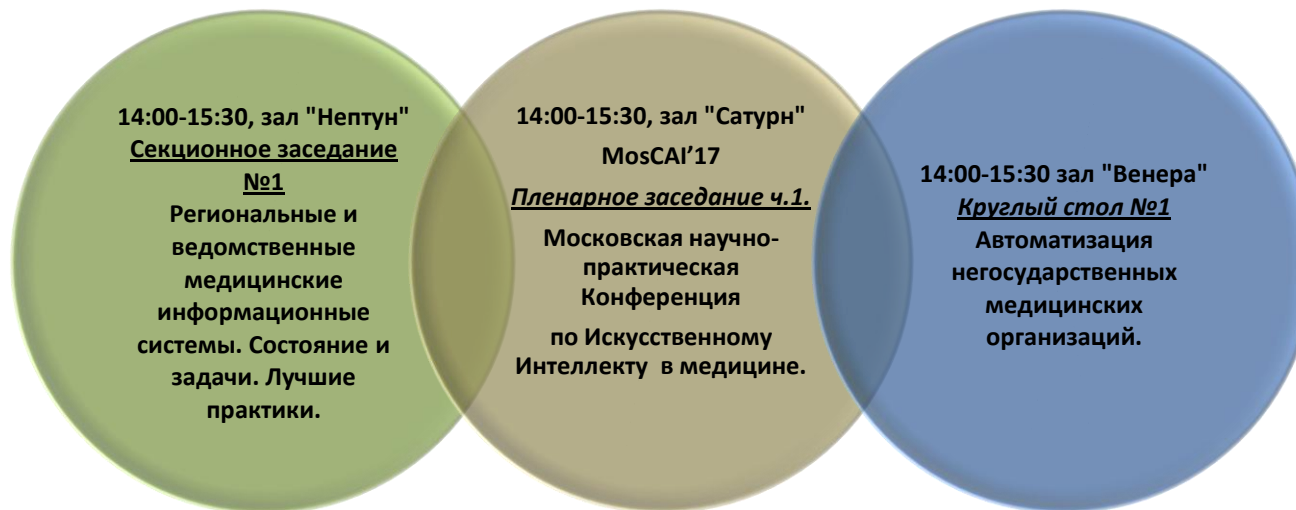 14:00-15:30, зал "Нептун"
Секционное заседание
№1
Региональные и
ведомственные
медицинские
информационные
системы. Состояние и
задачи. Лучшие
практики.
14:00-15:30, зал "Сатурн"
MosCAI’17
Пленарное заседание ч.1.
Московская научно-
практическая
Конференция
по Искусственному
Интеллекту в медицине.
14:00-15:30 зал "Венера"
Круглый стол №1
Автоматизация
негосударственных
медицинских
организаций.